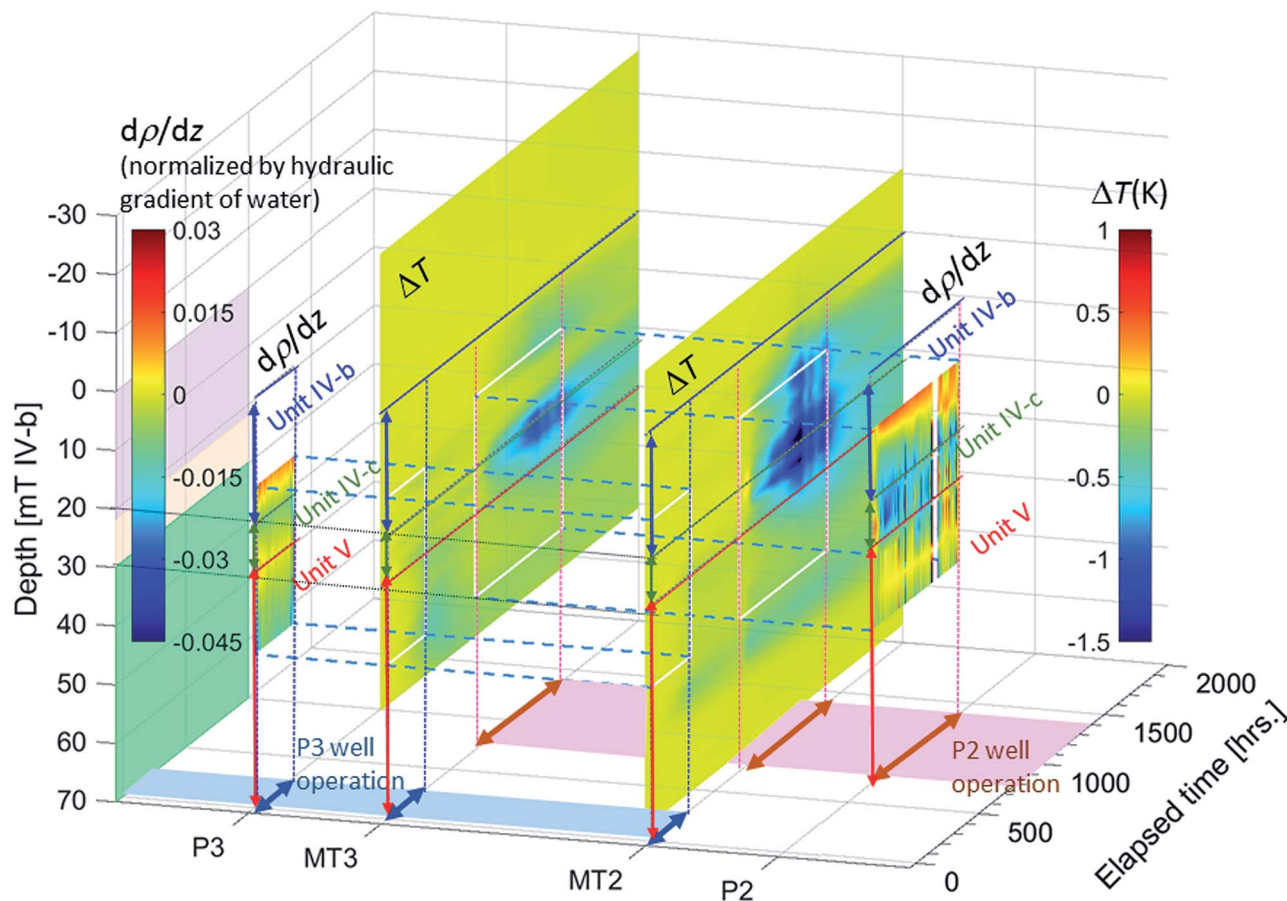 dρ/dz
(normalized by hydraulic
gradient of water)
0.03
0.015
0
-0.015
-0.03
-0.045
Depth [mT IV-b)
-30
-20
-10
0
10
20
30
40
50
60
70
dρ/dz
Unit IV-b
Unit IV-c
Unit V
ΔT
ΔT
dρ/dz
Unit IV-b
Unit IV-c
Unit V
ΔT(K)
1
0.5
0
-0.5
-1
-1.5
P3 well
operation
P2 well
operation
P3
MT3
MT2
P2
0
500
1000
1500
2000
Elapsed time [hrs.]